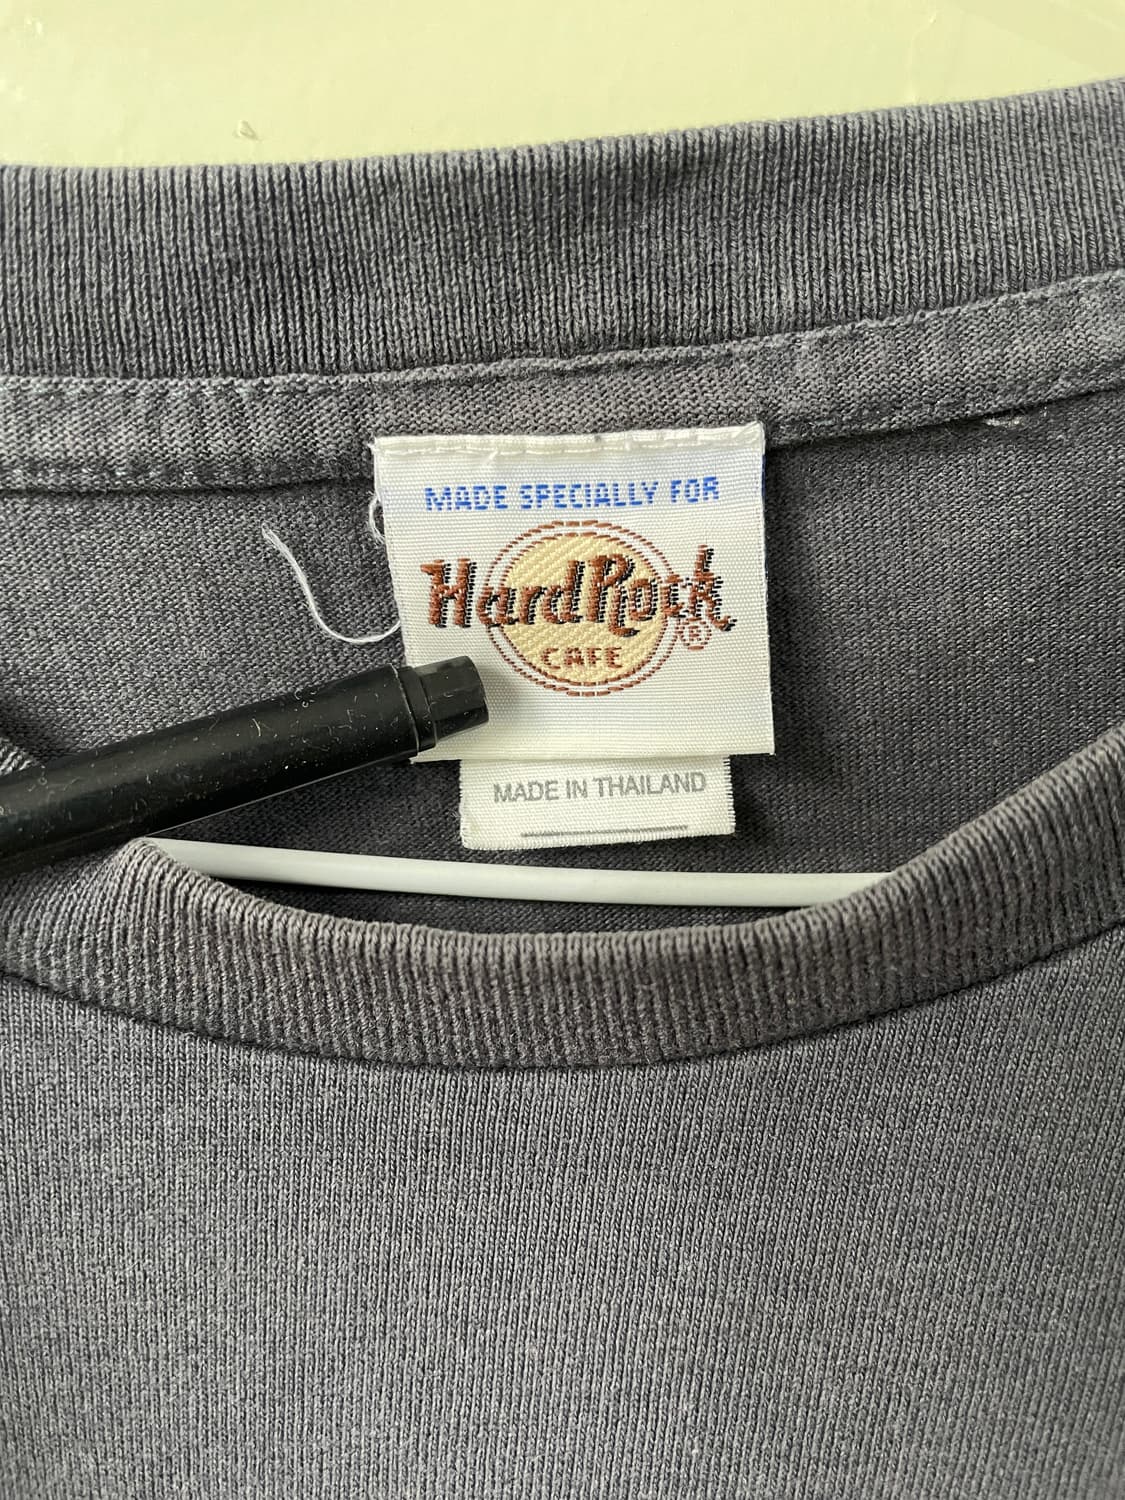 MADE SPECIALLY FOR
Hard Rock
®
CAFE
MADE IN THAILAND